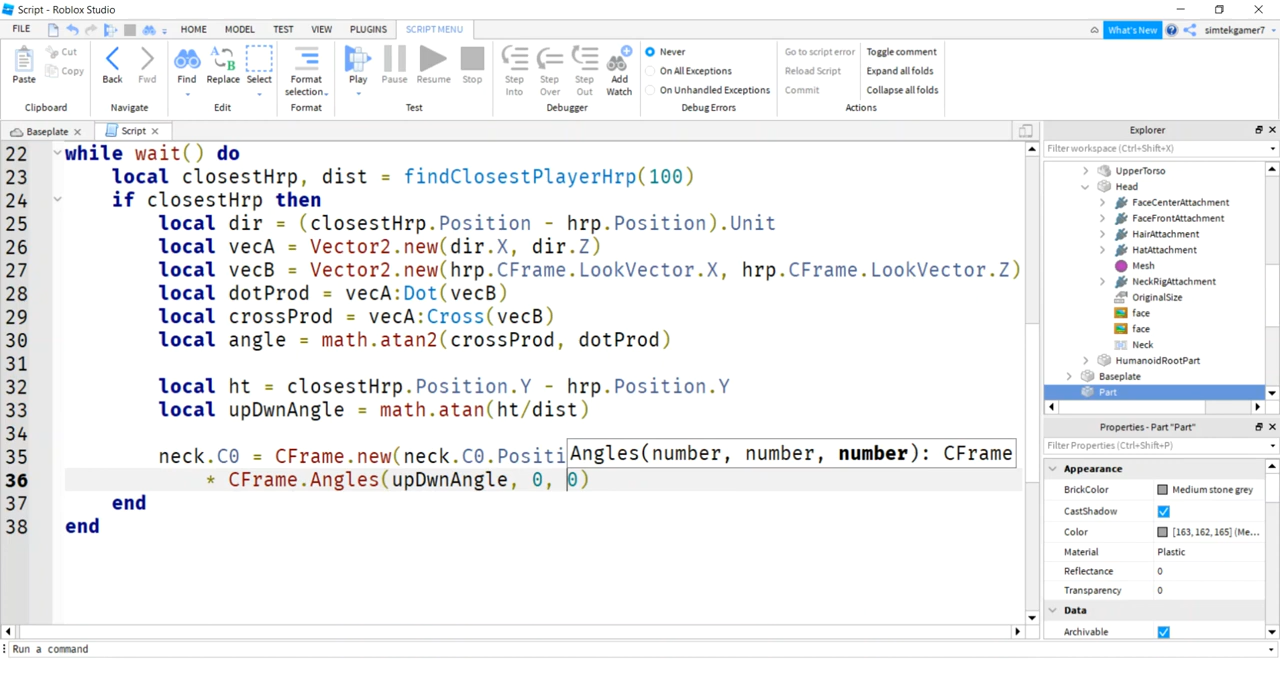 Script - Roblox Studio
FILE HOME MODEL TEST VIEW PLUGINS SCRIPT MENU What's New simtekgamer7
Paste Cut Copy Clipboard
Back Fwd Navigate
Find Replace Select Edit
Format selection Format
Play Pause Resume Stop Test
Step Into Step Over Step Out Add Watch Debugger
Never
On All Exceptions
On Unhandled Exceptions
Debug Errors
Go to script error
Reload Script
Commit
Toggle comment
Expand all folds
Collapse all folds
Actions
Baseplate Script
22 while wait() do
23 local closestHrp, dist = findClosestPlayerHrp(100)
24 if closestHrp then
25 local dir = (closestHrp.Position - hrp.Position).Unit
26 local vecA = Vector2.new(dir.X, dir.Z)
27 local vecB = Vector2.new(hrp.CFrame.LookVector.X, hrp.CFrame.LookVector.Z)
28 local dotProd = vecA:Dot(vecB)
29 local crossProd = vecA:Cross(vecB)
30 local angle = math.atan2(crossProd, dotProd)
31
32 local ht = closestHrp.Position.Y - hrp.Position.Y
33 local upDwnAngle = math.atan(ht/dist)
34
35 neck.C0 = CFrame.new(neck.C0.Positi
Angles(number, number, number): CFrame
36 * CFrame.Angles(upDwnAngle, 0, 0)
37 end
38 end
Explorer
Filter workspace (Ctrl+Shift+X)
UpperTorso
Head
FaceCenterAttachment
FaceFrontAttachment
HairAttachment
HatAttachment
Mesh
NeckRigAttachment
OriginalSize
face
face
Neck
HumanoidRootPart
Baseplate
Part
Properties - Part "Part"
Filter Properties (Ctrl+Shift+P)
Appearance
BrickColor Medium stone grey
CastShadow
Color [163, 162, 165] (Me...
Material Plastic
Reflectance 0
Transparency 0
Data
Archivable
Run a command